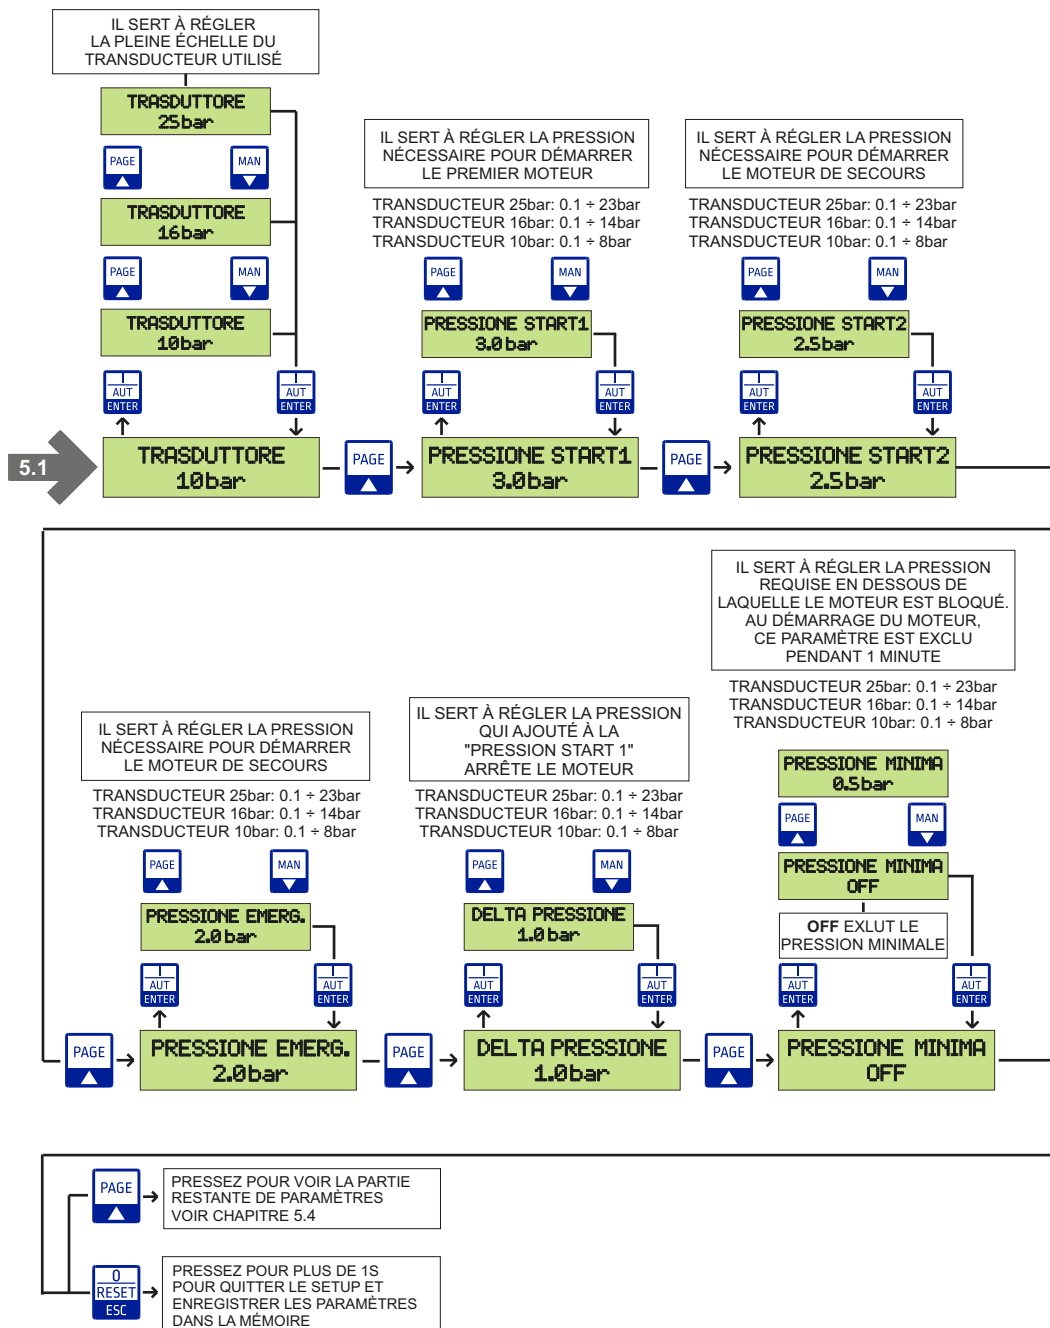 IL SERT À RÉGLER
LA PLEINE ÉCHELLE DU
TRANSDUCTEUR UTILISÉ
TRASDUTTORE
25bar
PAGE
MAN
TRASDUTTORE
16bar
PAGE
MAN
TRASDUTTORE
10bar
I
AUT
ENTER
I
AUT
ENTER
5.1
TRASDUTTORE
10bar
PAGE
IL SERT À RÉGLER LA PRESSION
NÉCESSAIRE POUR DÉMARRER
LE PREMIER MOTEUR
TRANSDUCTEUR 25bar: 0.1 ÷ 23bar
TRANSDUCTEUR 16bar: 0.1 ÷ 14bar
TRANSDUCTEUR 10bar: 0.1 ÷ 8bar
PAGE
MAN
PRESSIONE START1
3.0 bar
I
AUT
ENTER
I
AUT
ENTER
PRESSIONE START1
3.0bar
PAGE
IL SERT À RÉGLER LA PRESSION
NÉCESSAIRE POUR DÉMARRER
LE MOTEUR DE SECOURS
TRANSDUCTEUR 25bar: 0.1 ÷ 23bar
TRANSDUCTEUR 16bar: 0.1 ÷ 14bar
TRANSDUCTEUR 10bar: 0.1 ÷ 8bar
PAGE
MAN
PRESSIONE START2
2.5bar
I
AUT
ENTER
I
AUT
ENTER
PRESSIONE START2
2.5bar
IL SERT À RÉGLER LA PRESSION
NÉCESSAIRE POUR DÉMARRER
LE MOTEUR DE SECOURS
TRANSDUCTEUR 25bar: 0.1 ÷ 23bar
TRANSDUCTEUR 16bar: 0.1 ÷ 14bar
TRANSDUCTEUR 10bar: 0.1 ÷ 8bar
PAGE
MAN
PRESSIONE EMERG.
2.0 bar
I
AUT
ENTER
I
AUT
ENTER
PAGE
PRESSIONE EMERG.
2.0bar
PAGE
IL SERT À RÉGLER LA PRESSION
QUI AJOUTÉ À LA
"PRESSION START 1"
ARRÊTE LE MOTEUR
TRANSDUCTEUR 25bar: 0.1 ÷ 23bar
TRANSDUCTEUR 16bar: 0.1 ÷ 14bar
TRANSDUCTEUR 10bar: 0.1 ÷ 8bar
PAGE
MAN
DELTA PRESSIONE
1.0 bar
I
AUT
ENTER
I
AUT
ENTER
DELTA PRESSIONE
1.0bar
PAGE
IL SERT À RÉGLER LA PRESSION
REQUISE EN DESSOUS DE
LAQUELLE LE MOTEUR EST BLOQUÉ.
AU DÉMARRAGE DU MOTEUR,
CE PARAMÈTRE EST EXCLU
PENDANT 1 MINUTE
TRANSDUCTEUR 25bar: 0.1 ÷ 23bar
TRANSDUCTEUR 16bar: 0.1 ÷ 14bar
TRANSDUCTEUR 10bar: 0.1 ÷ 8bar
PRESSIONE MINIMA
0.5bar
PAGE
MAN
PRESSIONE MINIMA
OFF
OFF EXLUT LE
PRESSION MINIMALE
I
AUT
ENTER
I
AUT
ENTER
PRESSIONE MINIMA
OFF
PAGE
PRESSEZ POUR VOIR LA PARTIE
RESTANTE DE PARAMÈTRES
VOIR CHAPITRE 5.4
0
RESET
ESC
PRESSEZ POUR PLUS DE 1S
POUR QUITTER LE SETUP ET
ENREGISTRER LES PARAMÈTRES
DANS LA MÉMOIRE